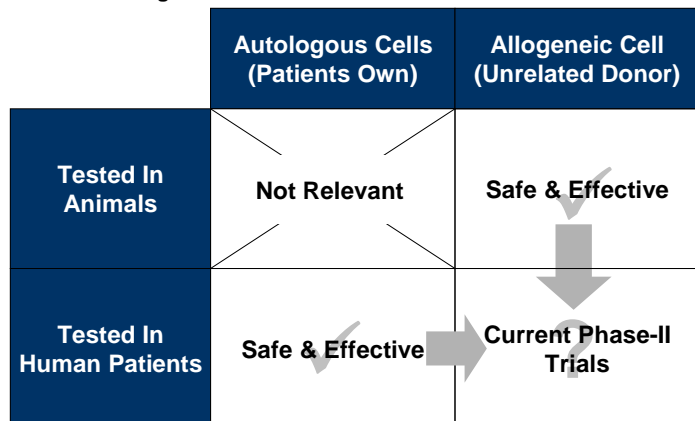 Autologous Cells
(Patients Own)
Allogeneic Cell
(Unrelated Donor)
Tested In
Animals
Not Relevant
Safe & Effective
Tested In
Human Patients
Safe & Effective
Current Phase-II
Trials
?